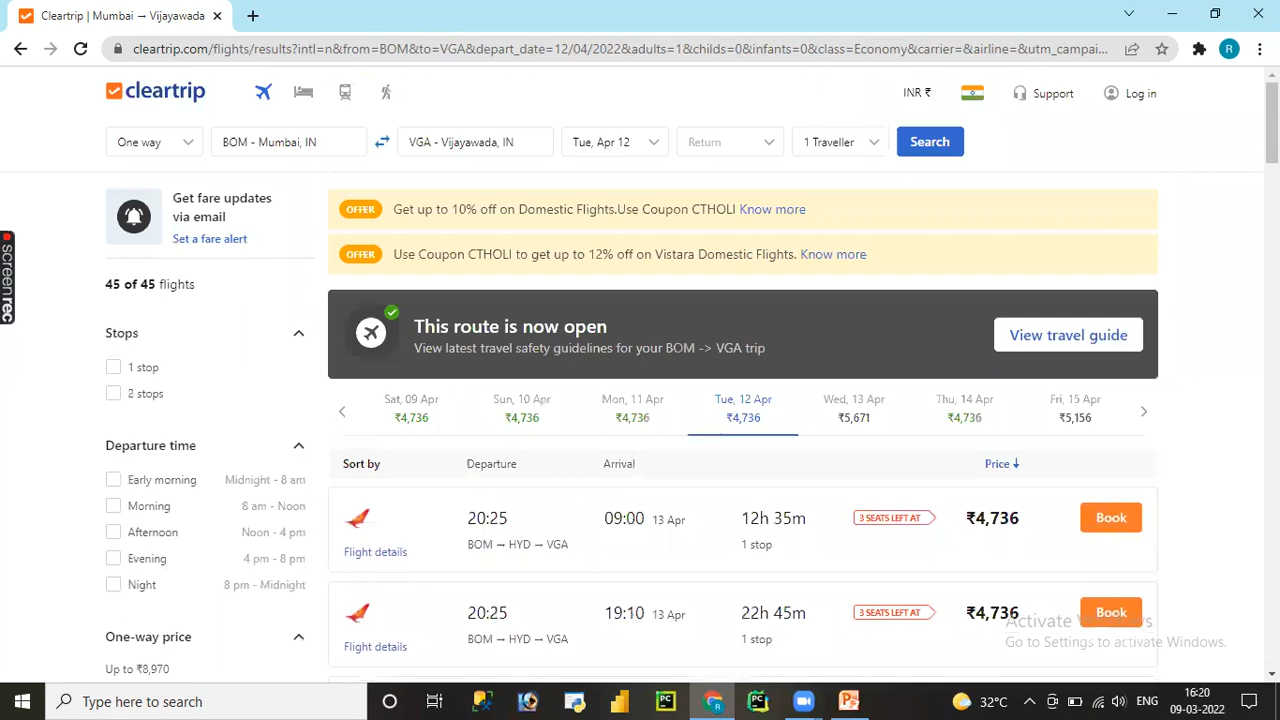 Cleartrip | Mumbai → Vijayawada
cleartrip.com/flights/results?intl=n&from=BOM&to=VGA&depart_date=12/04/2022&adults=1&childs=0&infants=0&class=Economy&carrier=&airline=&utm_campai...
R
cleartrip
INR ₹
Support
Log in
One way
BOM - Mumbai, IN
VGA - Vijayawada, IN
Tue, Apr 12
Return
1 Traveller
Search
Get fare updates
via email
Set a fare alert
OFFER Get up to 10% off on Domestic Flights.Use Coupon CTHOLI Know more
OFFER Use Coupon CTHOLI to get up to 12% off on Vistara Domestic Flights. Know more
screenrec
45 of 45 flights
This route is now open
View latest travel safety guidelines for your BOM -> VGA trip
View travel guide
Stops
1 stop
2 stops
Sat, 09 Apr Sun, 10 Apr Mon, 11 Apr Tue, 12 Apr Wed, 13 Apr Thu, 14 Apr Fri, 15 Apr
₹4,736 ₹4,736 ₹4,736 ₹4,736 ₹5,671 ₹4,736 ₹5,156
Departure time
Early morning Midnight - 8 am
Morning 8 am - Noon
Afternoon Noon - 4 pm
Evening 4 pm - 8 pm
Night 8 pm - Midnight
One-way price
Up to ₹8,970
Sort by Departure Arrival Price ↓
20:25 09:00 13 Apr 12h 35m 3 SEATS LEFT AT ₹4,736 Book
BOM → HYD → VGA 1 stop
Flight details
20:25 19:10 13 Apr 22h 45m 3 SEATS LEFT AT ₹4,736 Book
BOM → HYD → VGA 1 stop
Flight details
Activate Windows
Go to Settings to activate Windows.
Type here to search
PC
R
PC
32°C
ENG
16:20
09-03-2022